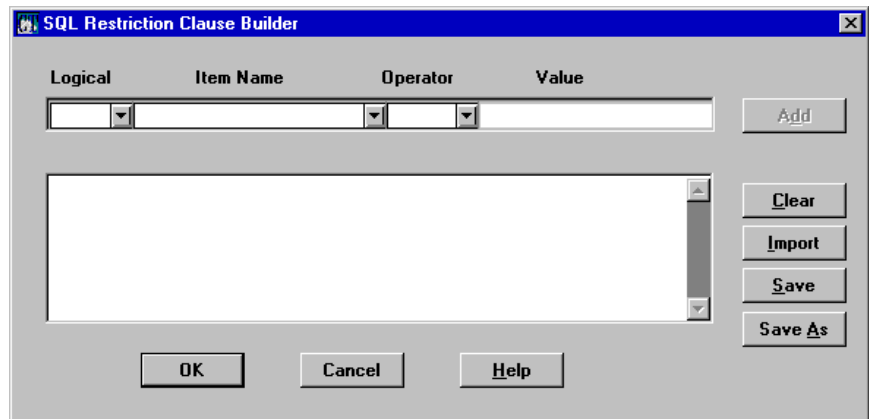 SQL Restriction Clause Builder
Logical Item Name Operator Value
Add
Clear
Import
Save
Save As
OK Cancel Help